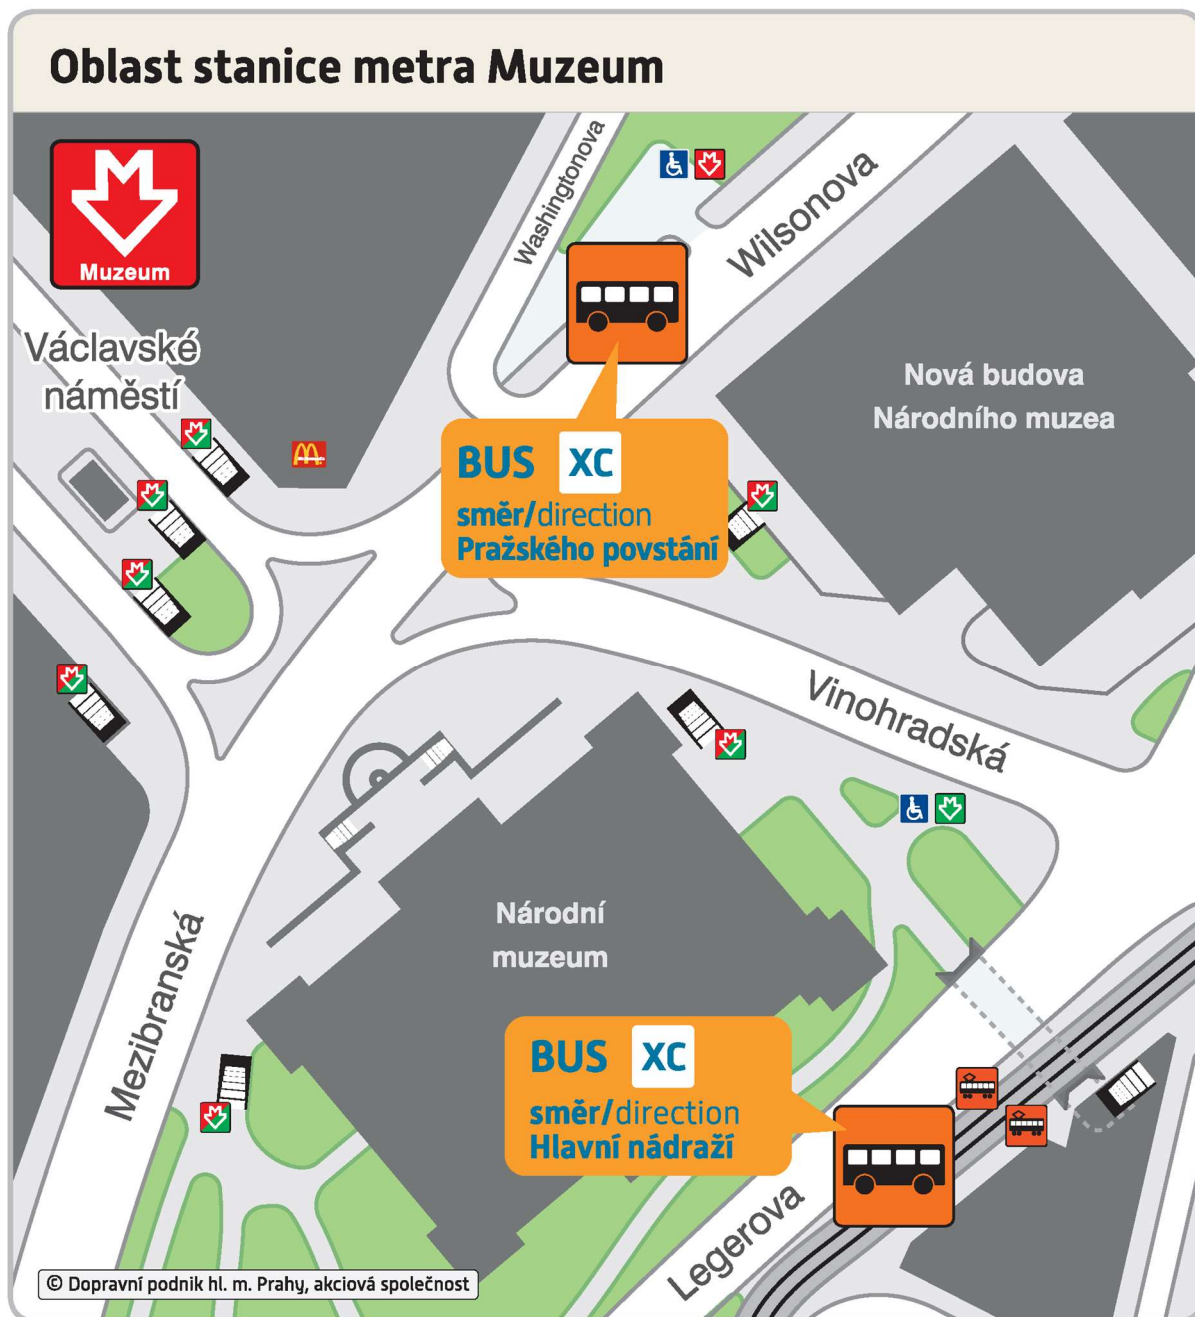 Oblast stanice metra Muzeum
M
Muzeum
Washingtonova
Wilsonova
Václavské
náměstí
Nová budova
Národního muzea
BUS XC
směr/direction
Pražského povstání
Vinohradská
Národní
muzeum
Mezibranská
BUS XC
směr/direction
Hlavní nádraží
Legerova
© Dopravní podnik hl. m. Prahy, akciová společnost